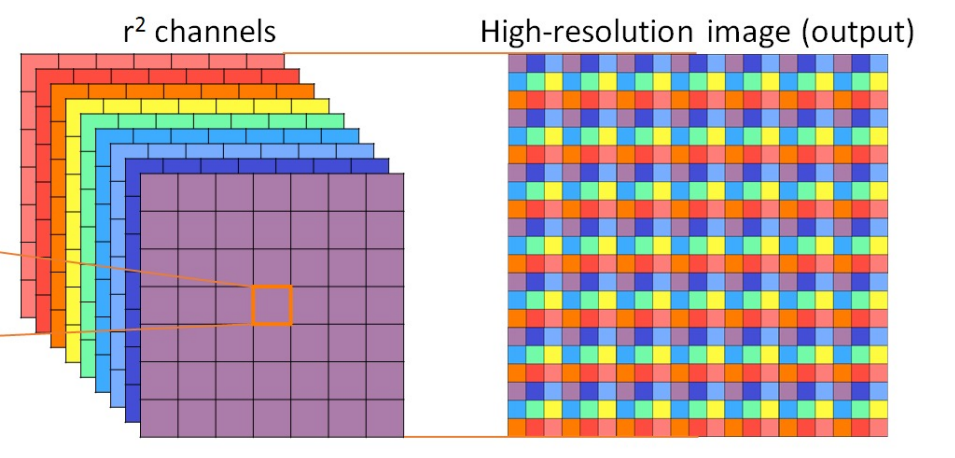 r² channels
High-resolution image (output)